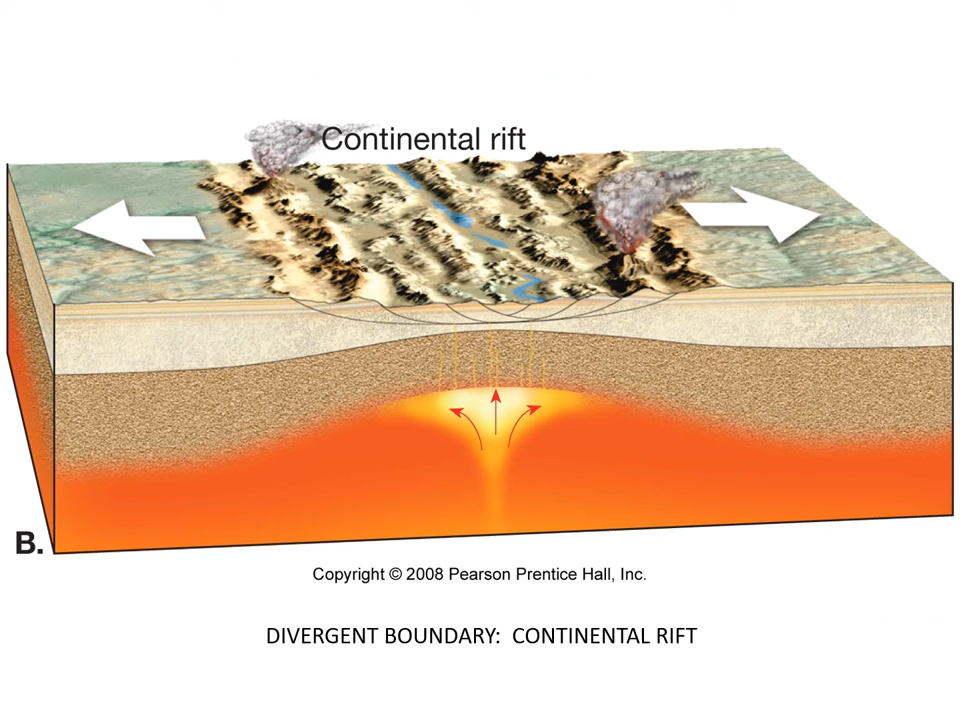 Continental rift
B.
Copyright © 2008 Pearson Prentice Hall, Inc.
DIVERGENT BOUNDARY:  CONTINENTAL RIFT